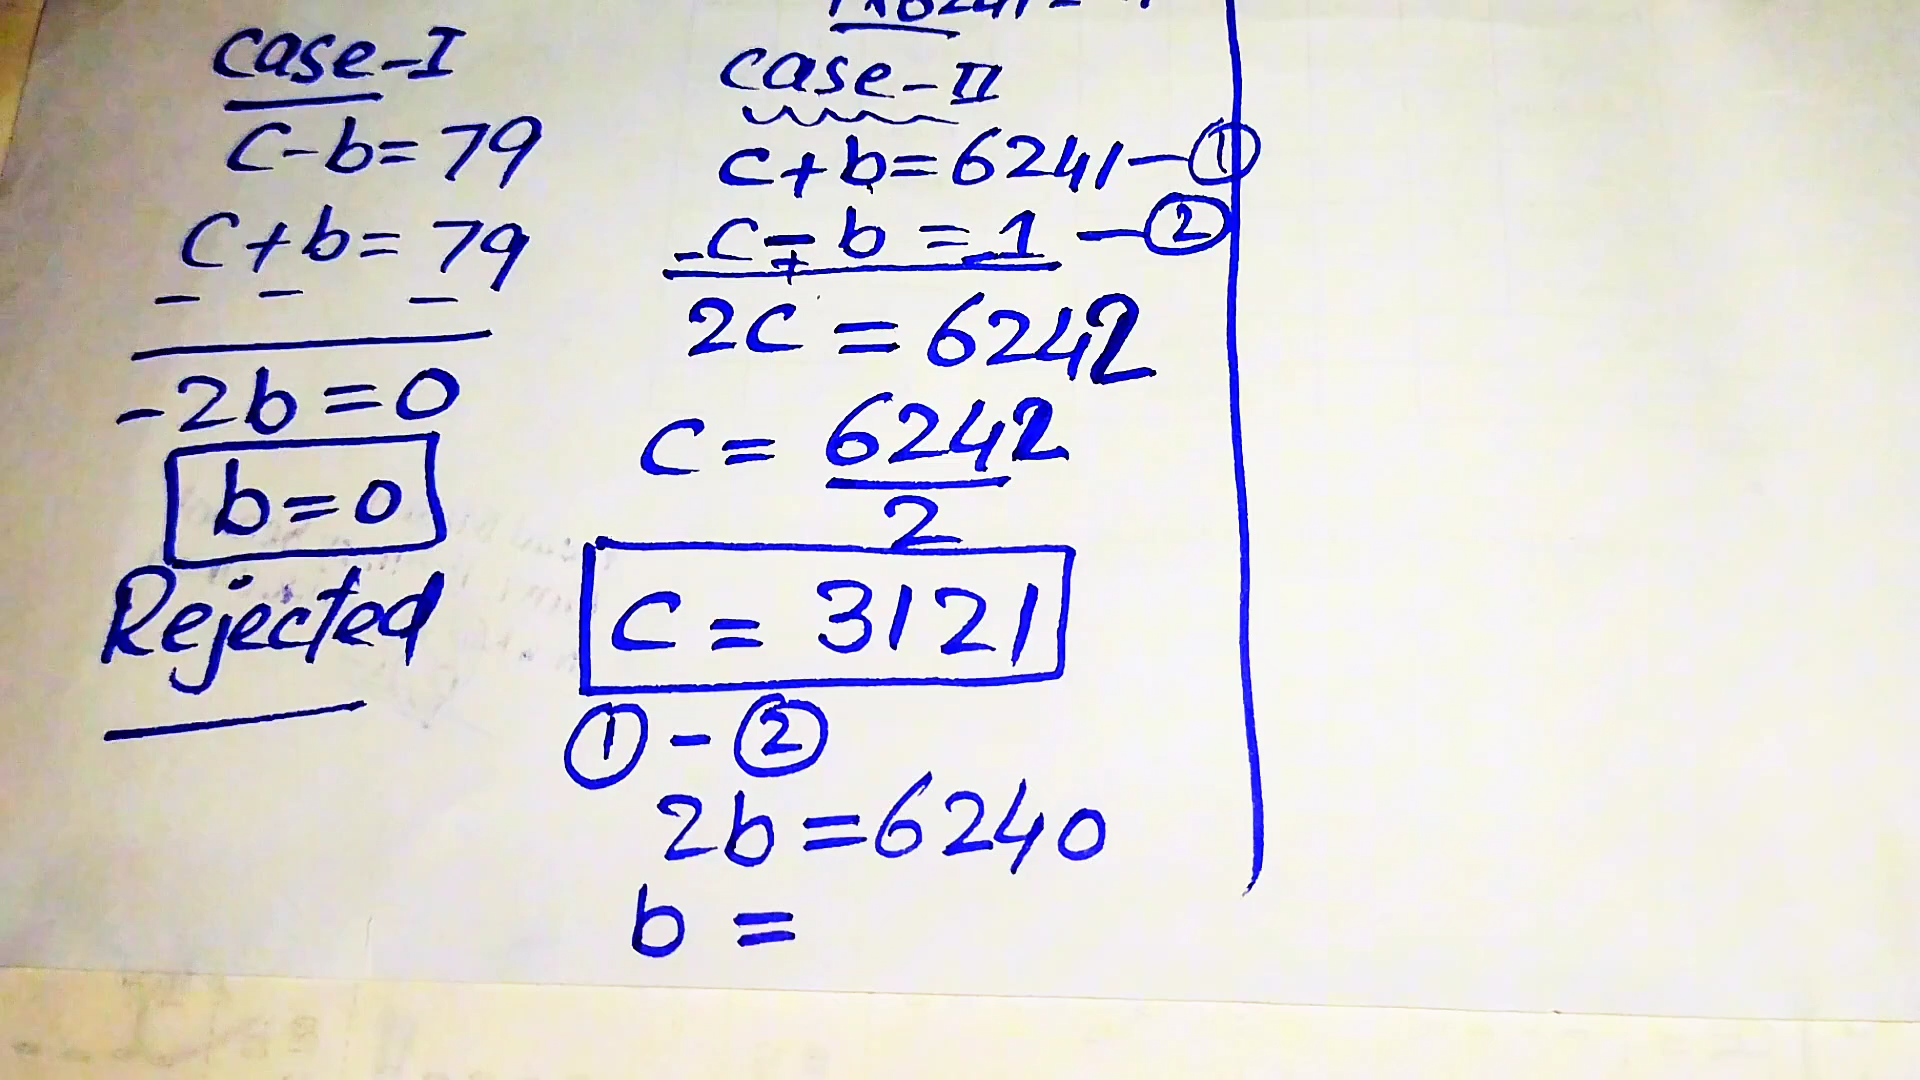 case-I
C-b=79
C+b=79
- - -
-2b=0
b=0
Rejected
case-II
c+b=6241-①
-c-b=1-②
- +
2C=6242
C=6242
2
C=3121
①-②
2b=6240
b=